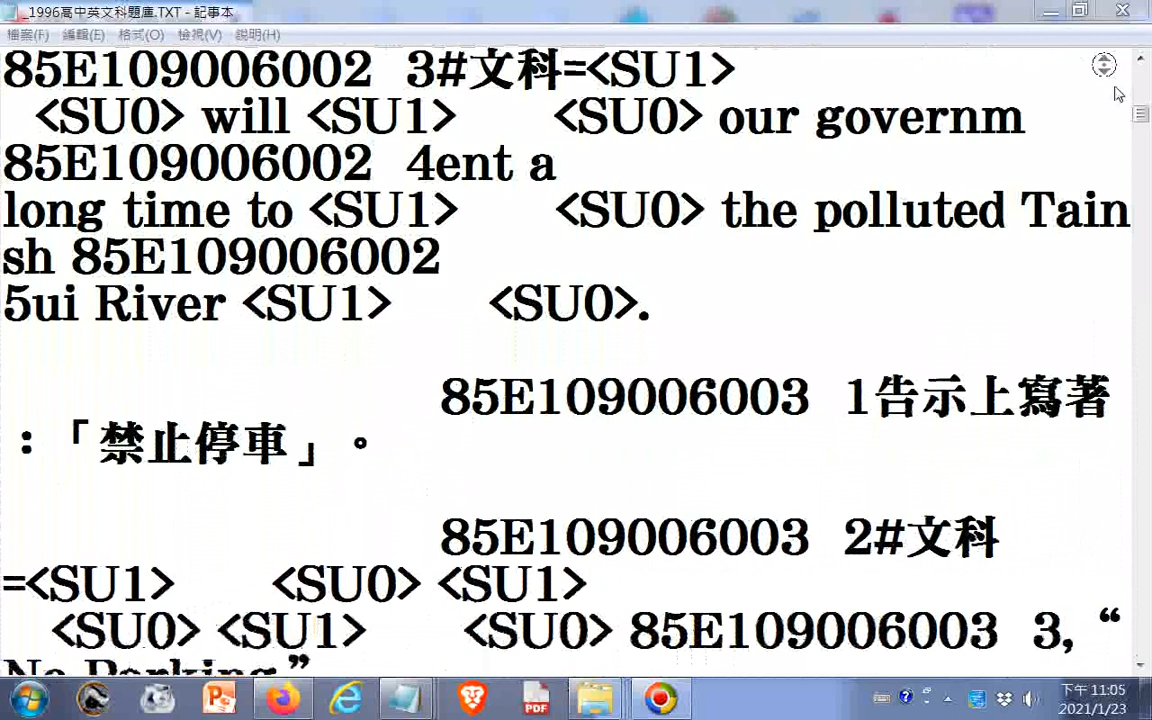 _1996高中英文科題庫.TXT - 記事本
檔案(F) 編輯(E) 格式(O) 檢視(V) 說明(H)
85E109006002 3#文科=<SU1>
<SU0> will <SU1> <SU0> our governm
85E109006002 4ent a
long time to <SU1> <SU0> the polluted Tain
sh 85E109006002
5ui River <SU1> <SU0>.
85E109006003 1告示上寫著
：「禁止停車」。
85E109006003 2#文科
=<SU1> <SU0> <SU1>
<SU0> <SU1> <SU0> 85E109006003 3, “
No Parking,”
PDF
下午 11:05
2021/1/23